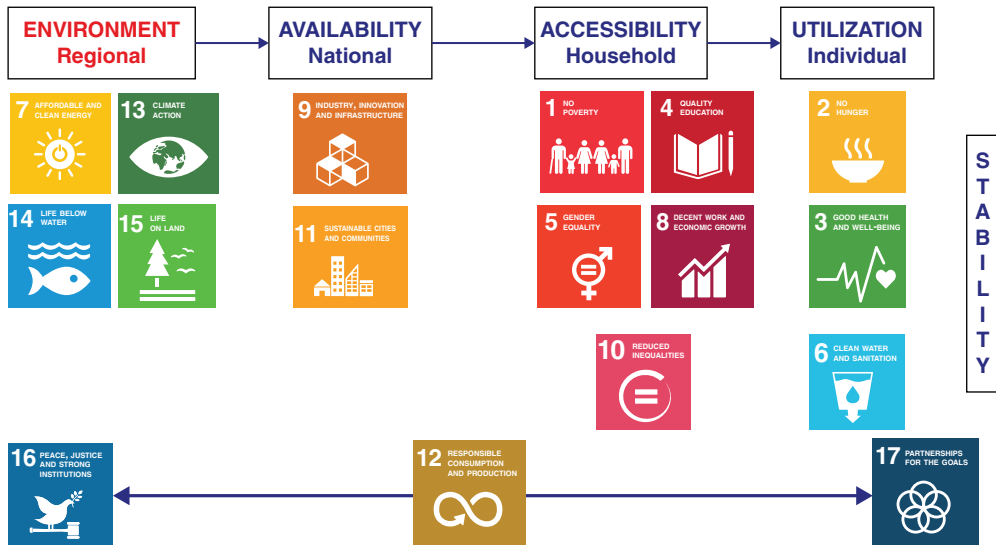 ENVIRONMENT
Regional
AVAILABILITY
National
ACCESSIBILITY
Household
UTILIZATION
Individual
7 AFFORDABLE AND
CLEAN ENERGY
13 CLIMATE
ACTION
9 INDUSTRY, INNOVATION
AND INFRASTRUCTURE
1 NO
POVERTY
4 QUALITY
EDUCATION
2 NO
HUNGER
14 LIFE BELOW
WATER
15 LIFE
ON LAND
11 SUSTAINABLE CITIES
AND COMMUNITIES
5 GENDER
EQUALITY
8 DECENT WORK AND
ECONOMIC GROWTH
3 GOOD HEALTH
AND WELL-BEING
10 REDUCED
INEQUALITIES
6 CLEAN WATER
AND SANITATION
S
T
A
B
I
L
I
T
Y
16 PEACE, JUSTICE
AND STRONG
INSTITUTIONS
12 RESPONSIBLE
CONSUMPTION
AND PRODUCTION
17 PARTNERSHIPS
FOR THE GOALS